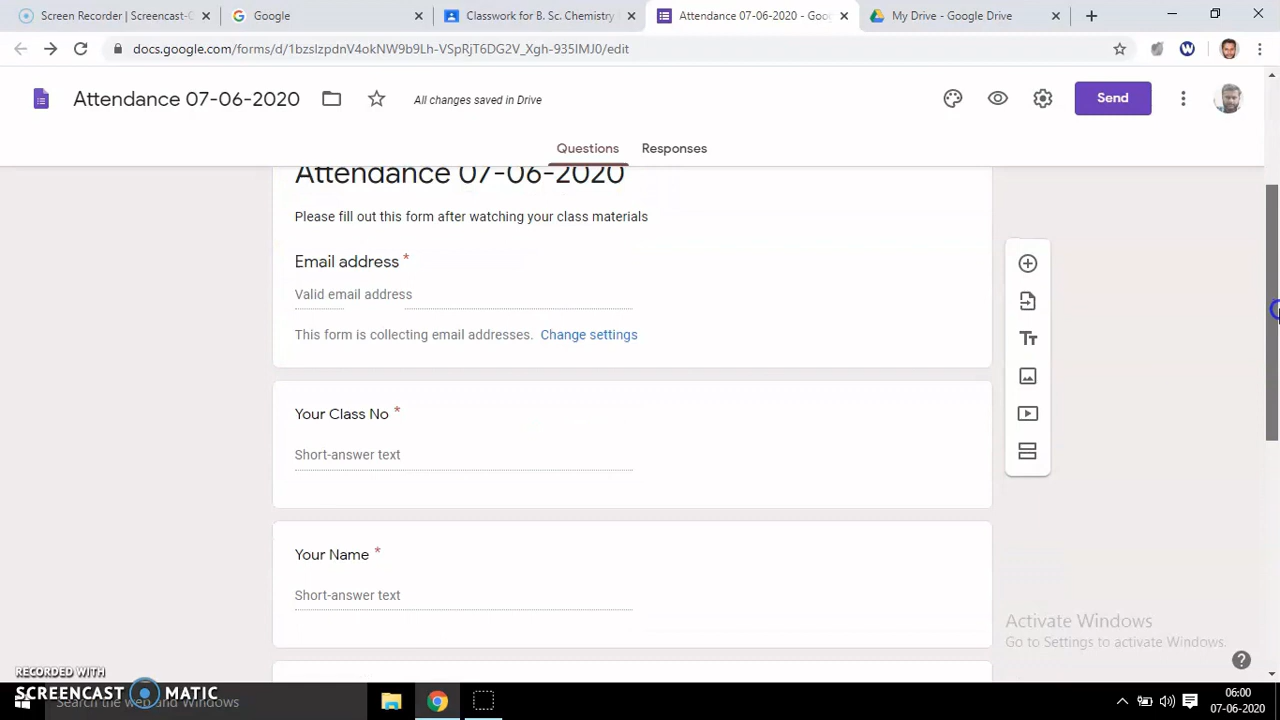 Screen Recorder | Screencast-O
Google
Classwork for B. Sc. Chemistry
Attendance 07-06-2020 - Goo
My Drive - Google Drive
docs.google.com/forms/d/1bzslzpdnV4okNW9b9Lh-VSpRjT6DG2V_Xgh-935IMJ0/edit
Attendance 07-06-2020
All changes saved in Drive
Send
Questions
Responses
Attendance 07-06-2020
Please fill out this form after watching your class materials
Email address *
Valid email address
This form is collecting email addresses. Change settings
Your Class No *
Short-answer text
Your Name *
Short-answer text
Activate Windows
Go to Settings to activate Windows.
RECORDED WITH
SCREENCAST MATIC
Search the web and Windows
06:00
07-06-2020